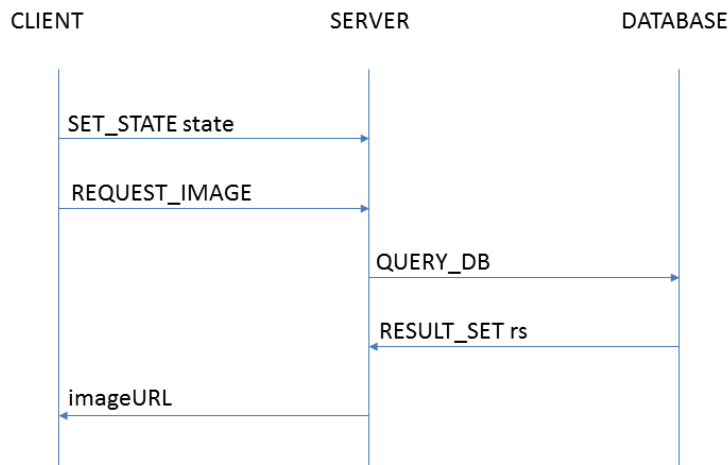 CLIENT SERVER DATABASE
SET_STATE state
REQUEST_IMAGE
QUERY_DB
RESULT_SET rs
imageURL